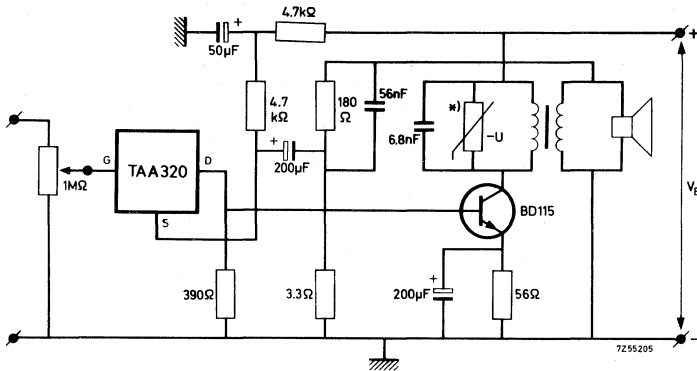 4.7kΩ
+
50μF
+
4.7
kΩ
180
Ω
56nF
6.8nF
*)
-U
+
200μF
G
TAA320
D
S
1MΩ
BD115
390Ω
3.3Ω
+
200μF
56Ω
7Z55205
-